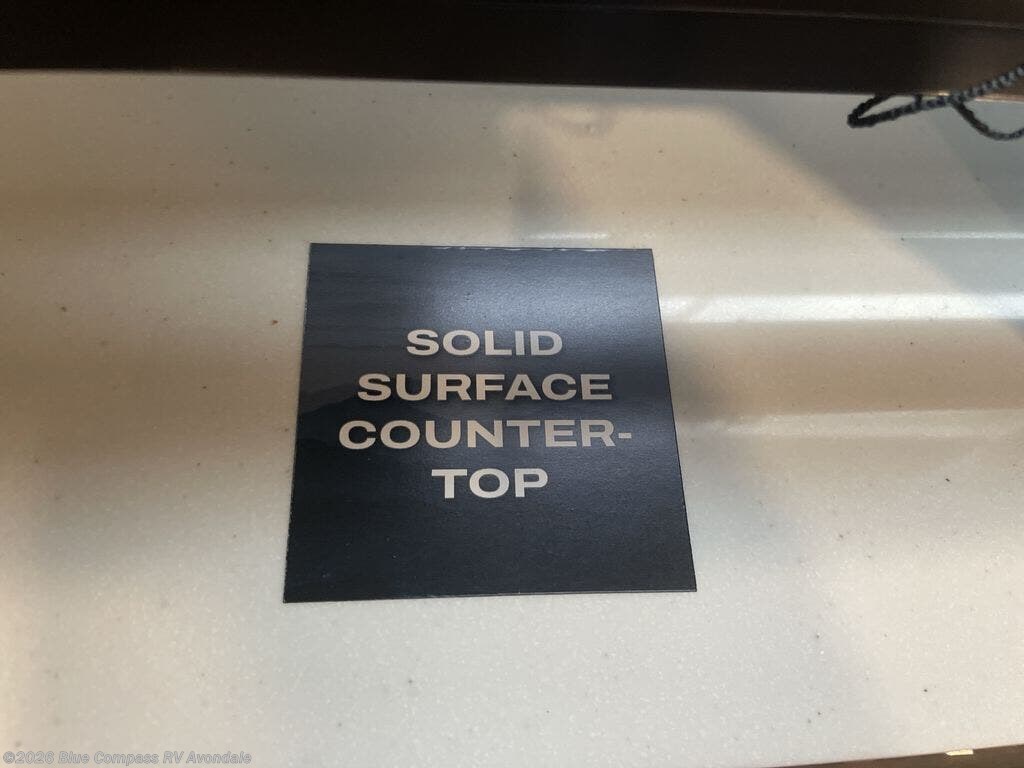 SOLID
SURFACE
COUNTER-
TOP
©2026 Blue Compass RV Avondale